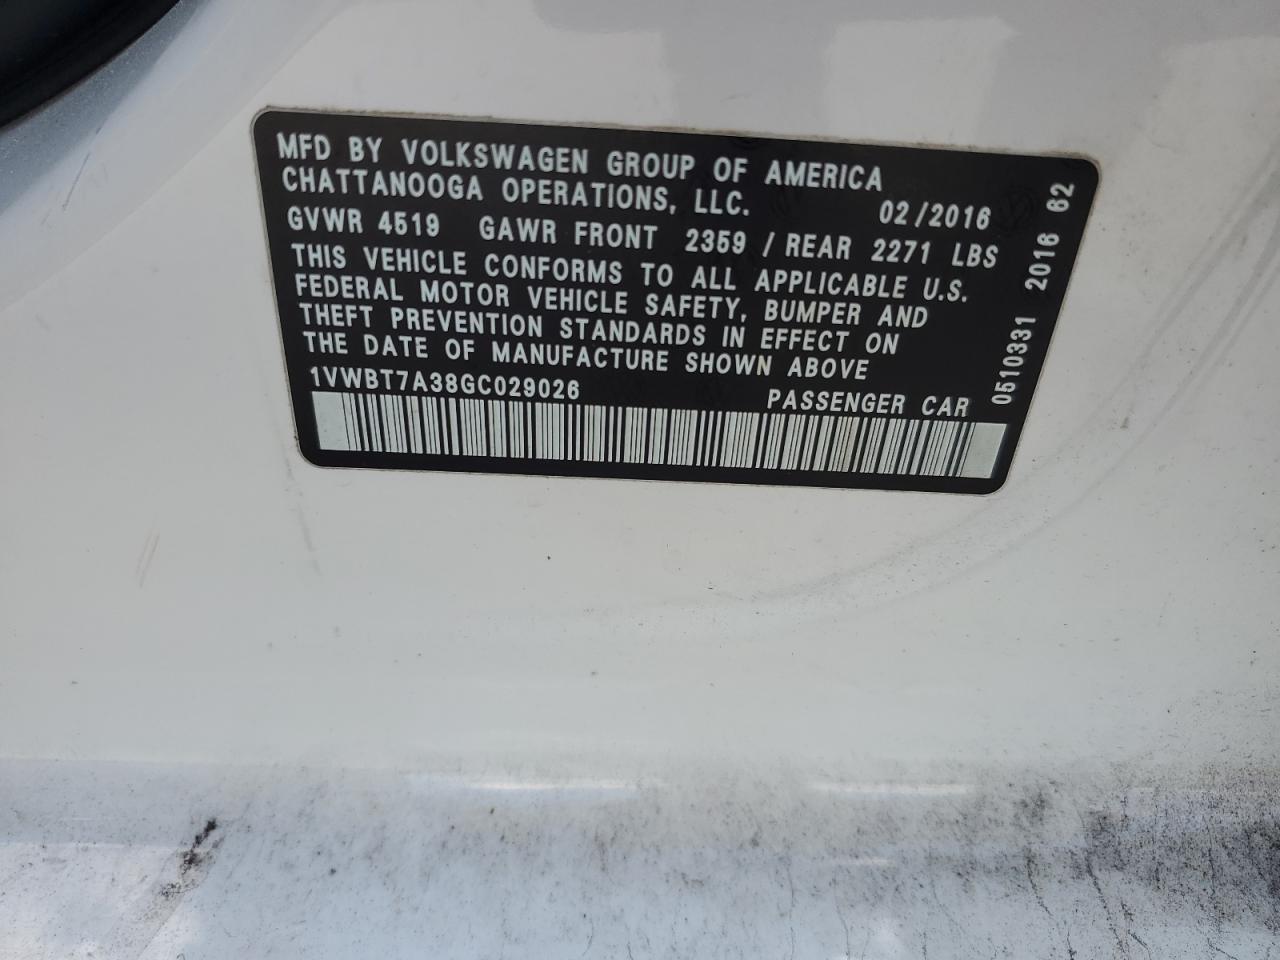 MFD BY VOLKSWAGEN GROUP OF AMERICA
CHATTANOOGA OPERATIONS, LLC. 02/2016
GVWR 4519 GAWR FRONT 2359 / REAR 2271 LBS
THIS VEHICLE CONFORMS TO ALL APPLICABLE U.S.
FEDERAL MOTOR VEHICLE SAFETY, BUMPER AND
THEFT PREVENTION STANDARDS IN EFFECT ON
THE DATE OF MANUFACTURE SHOWN ABOVE
1VWBT7A38GC029026 PASSENGER CAR
0510331 2016 62